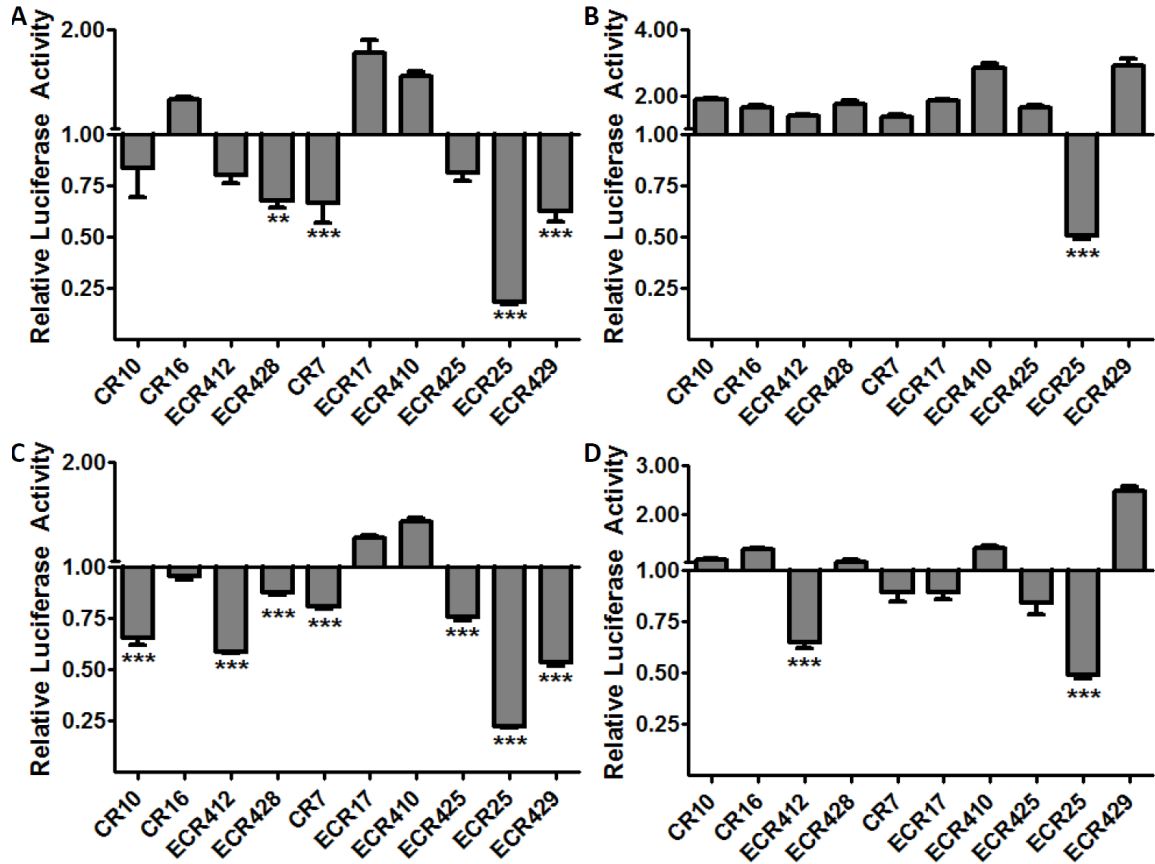 A
Relative Luciferase Activity
2.00
1.00
0.75
0.50
0.25
**
***
***
***
CR10
CR16
ECR412
ECR428
CR7
ECR17
ECR410
ECR425
ECR25
ECR429
B
Relative Luciferase Activity
4.00
2.00
1.00
0.75
0.50
0.25
***
CR10
CR16
ECR412
ECR428
CR7
ECR17
ECR410
ECR425
ECR25
ECR429
C
Relative Luciferase Activity
2.00
1.00
0.75
0.50
0.25
***
***
***
***
***
***
***
CR10
CR16
ECR412
ECR428
CR7
ECR17
ECR410
ECR425
ECR25
ECR429
D
Relative Luciferase Activity
3.00
2.00
1.00
0.75
0.50
0.25
***
***
CR10
CR16
ECR412
ECR428
CR7
ECR17
ECR410
ECR425
ECR25
ECR429